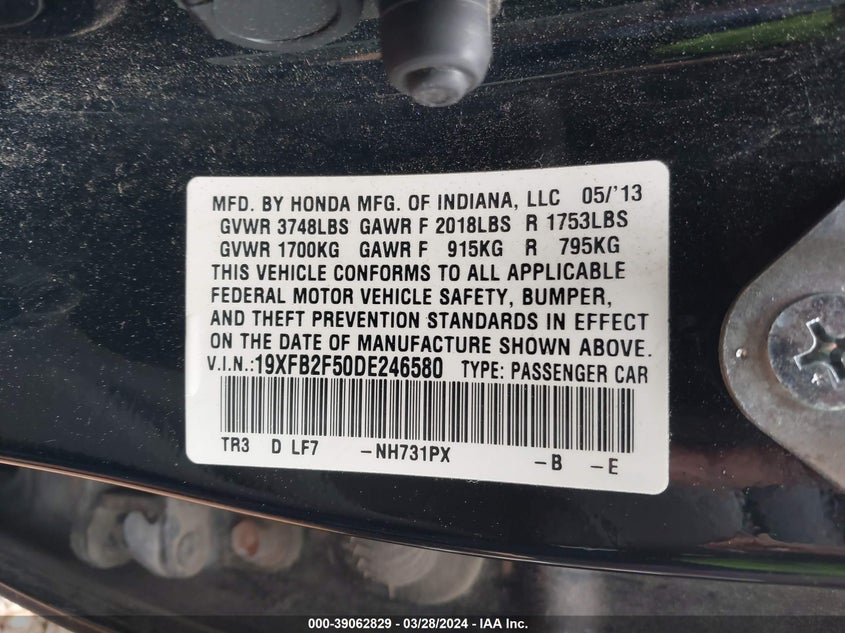 MFD. BY HONDA MFG. OF INDIANA, LLC 05/'13
GVWR 3748LBS GAWR F 2018LBS R 1753LBS
GVWR 1700KG GAWR F 915KG R 795KG
THIS VEHICLE CONFORMS TO ALL APPLICABLE
FEDERAL MOTOR VEHICLE SAFETY, BUMPER,
AND THEFT PREVENTION STANDARDS IN EFFECT
ON THE DATE OF MANUFACTURE SHOWN ABOVE.
V.I.N.:19XFB2F50DE246580 TYPE: PASSENGER CAR
TR3 D LF7 -NH731PX -B -E
000-39062829 / 03/28/2024 - IAA Inc.